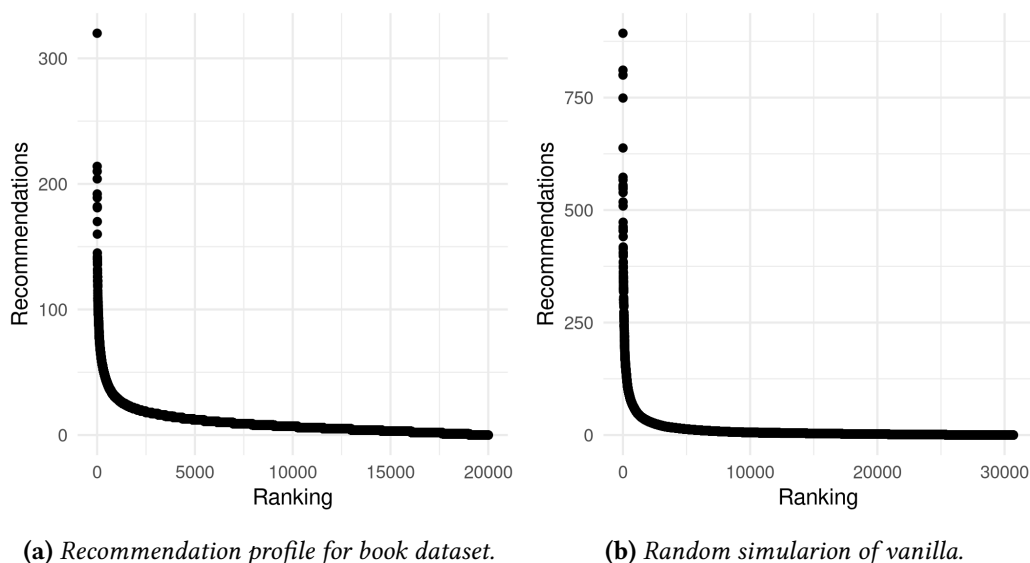 300
200
100
0
Recommendations
0
5000
10000
15000
20000
Ranking
(a) Recommendation profile for book dataset.
750
500
250
0
Recommendations
0
10000
20000
30000
Ranking
(b) Random simularion of vanilla.